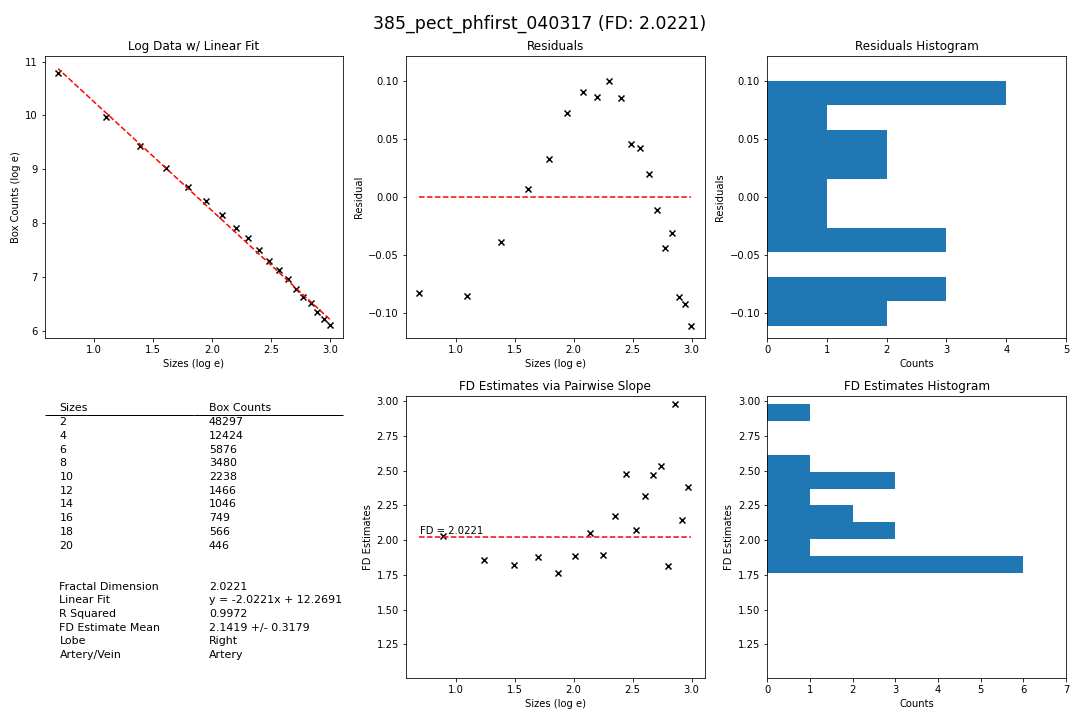 385_pect_phfirst_040317 (FD: 2.0221)
Log Data w/ Linear Fit
Box Counts (log e)
11
10
9
8
7
6
1.0 1.5 2.0 2.5 3.0
Sizes (log e)
Residuals
Residual
0.10
0.05
0.00
−0.05
−0.10
1.0 1.5 2.0 2.5 3.0
Sizes (log e)
Residuals Histogram
Residuals
0.10
0.05
0.00
−0.05
−0.10
0 1 2 3 4 5
Counts
Sizes Box Counts
2 48297
4 12424
6 5876
8 3480
10 2238
12 1466
14 1046
16 749
18 566
20 446
Fractal Dimension 2.0221
Linear Fit y = -2.0221x + 12.2691
R Squared 0.9972
FD Estimate Mean 2.1419 +/- 0.3179
Lobe Right
Artery/Vein Artery
FD Estimates via Pairwise Slope
FD Estimates
3.00
2.75
2.50
2.25
2.00
1.75
1.50
1.25
FD = 2.0221
1.0 1.5 2.0 2.5 3.0
Sizes (log e)
FD Estimates Histogram
FD Estimates
3.00
2.75
2.50
2.25
2.00
1.75
1.50
1.25
0 1 2 3 4 5 6 7
Counts